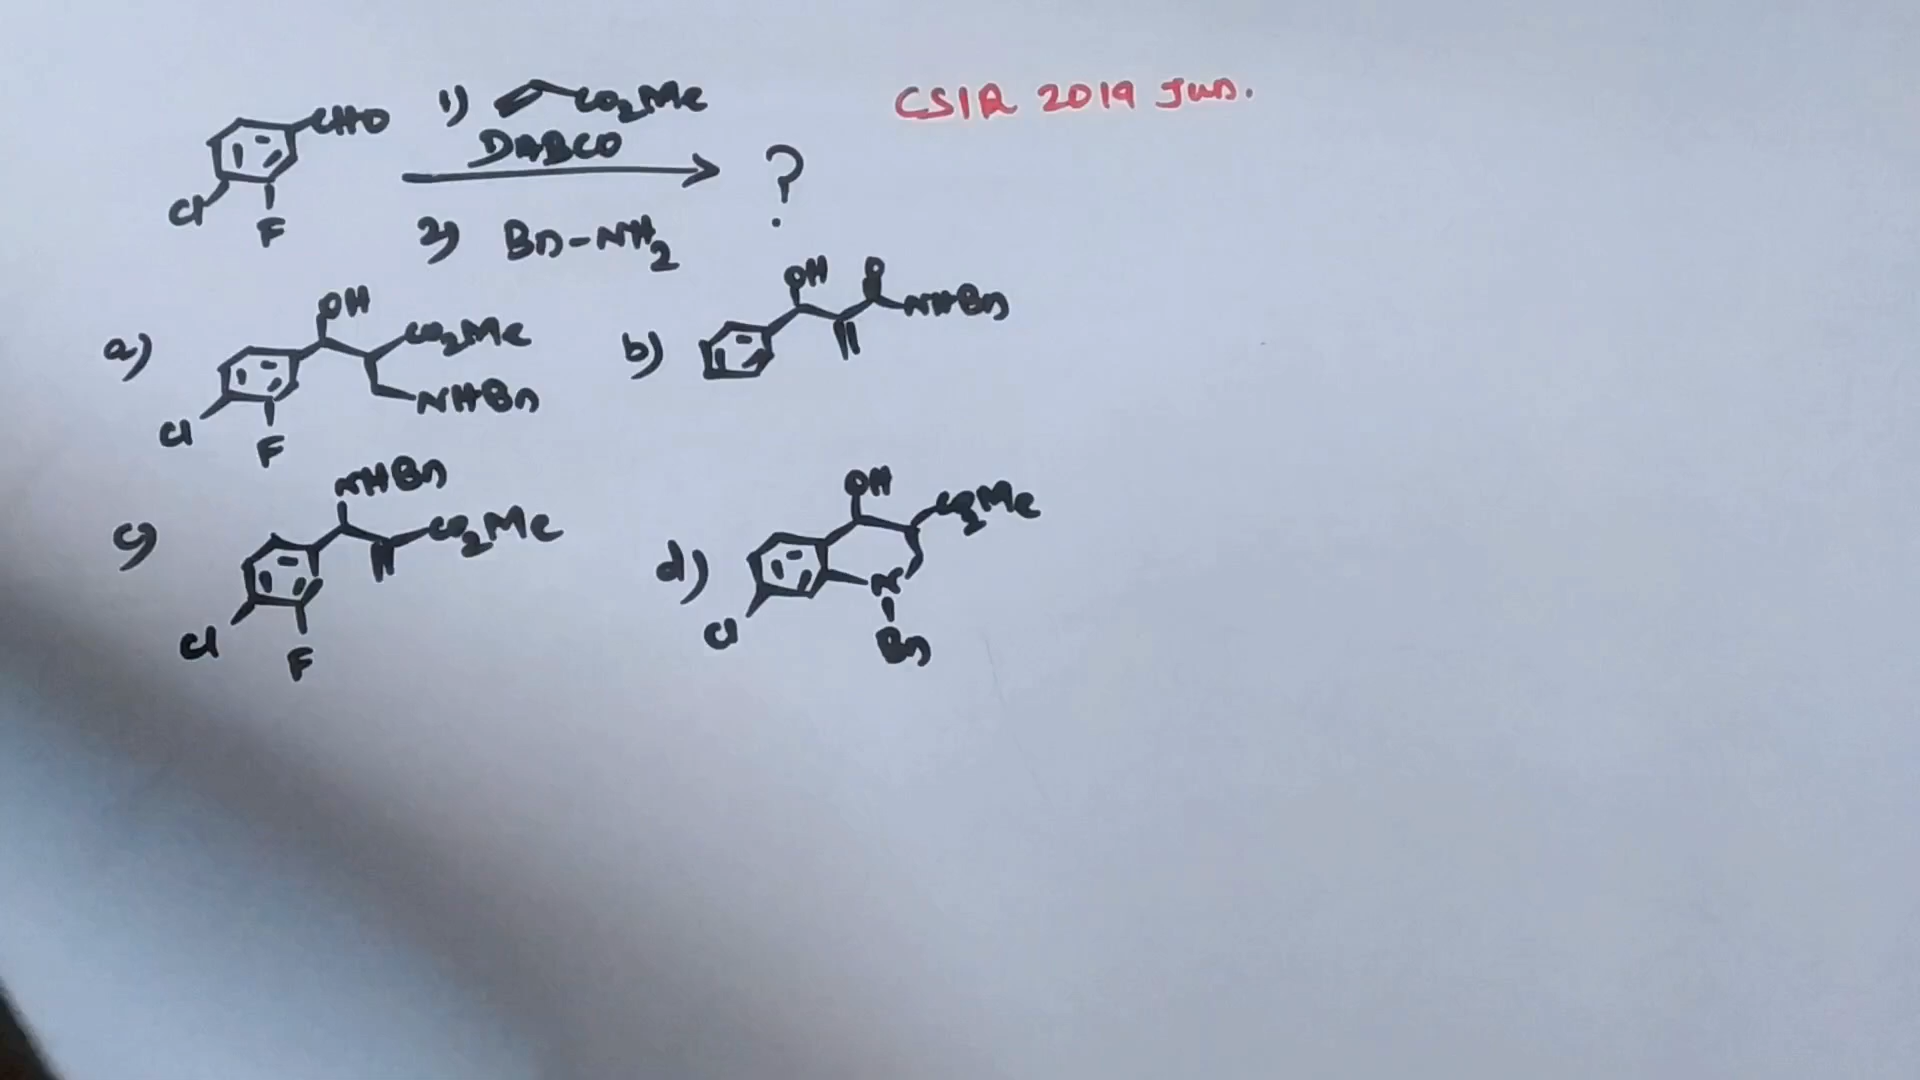 CHO 1) CO2Me CSIR 2019 Jun.
DABCO
Cl F ?
2) Bn-NH2
a) OH CO2Me NHBn Cl F
b) OH O NHBn
c) NHBn CO2Me Cl F
d) OH CO2Me N Bn Cl